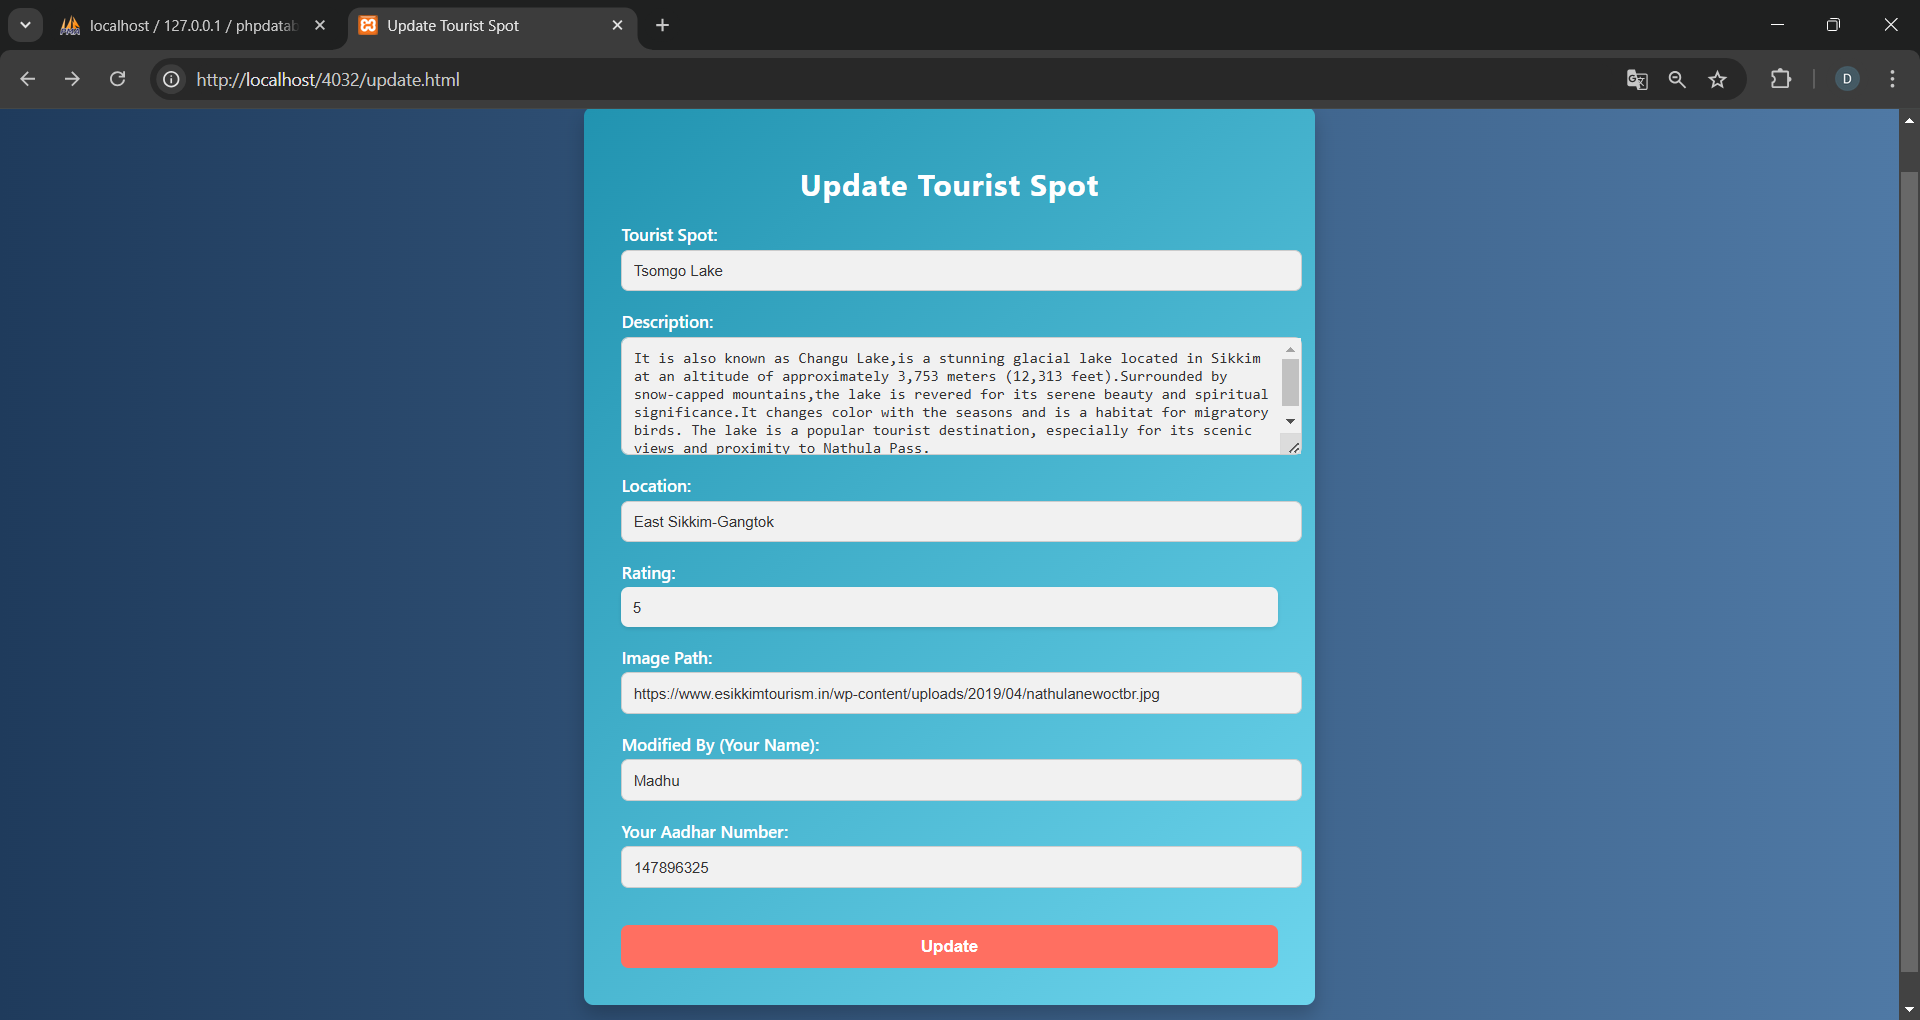 localhost / 127.0.0.1 / phpdatab
Update Tourist Spot
http://localhost/4032/update.html
D
Update Tourist Spot
Tourist Spot:
Tsomgo Lake
Description:
It is also known as Changu Lake,is a stunning glacial lake located in Sikkim
at an altitude of approximately 3,753 meters (12,313 feet).Surrounded by
snow-capped mountains,the lake is revered for its serene beauty and spiritual
significance.It changes color with the seasons and is a habitat for migratory
birds. The lake is a popular tourist destination, especially for its scenic
views and proximity to Nathula Pass.
Location:
East Sikkim-Gangtok
Rating:
5
Image Path:
https://www.esikkimtourism.in/wp-content/uploads/2019/04/nathulanewoctbr.jpg
Modified By (Your Name):
Madhu
Your Aadhar Number:
147896325
Update